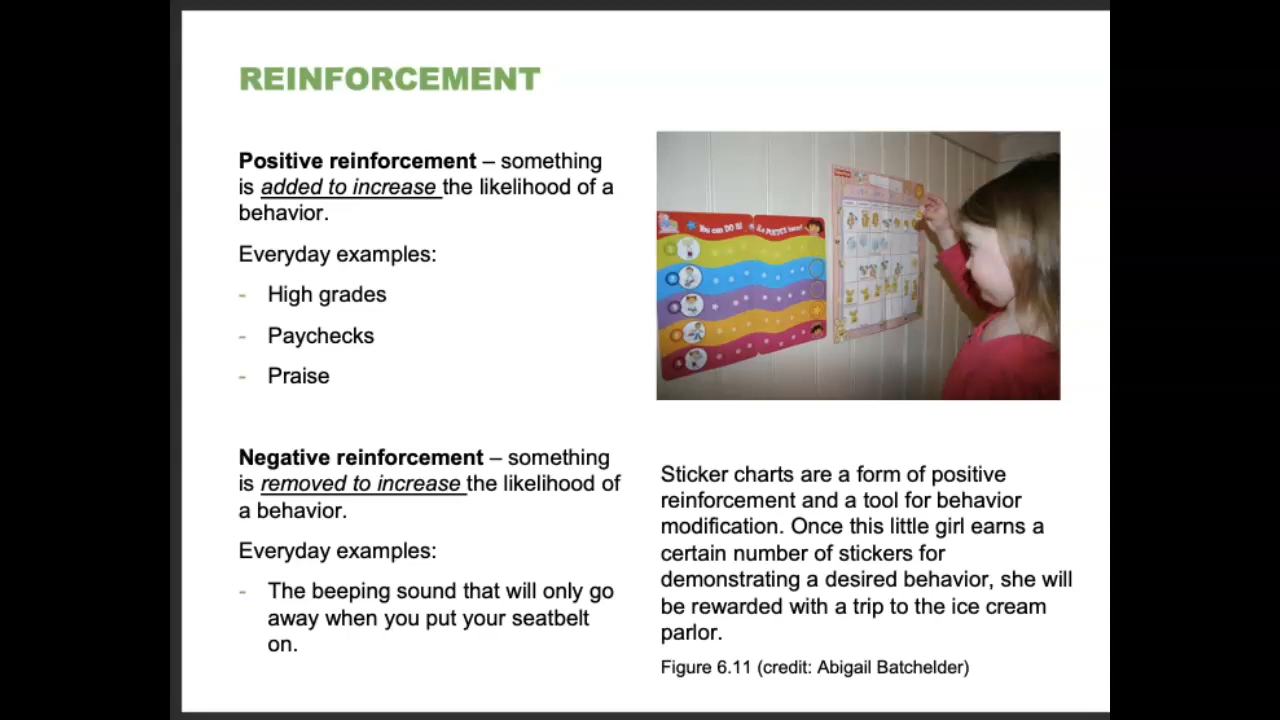 REINFORCEMENT
Positive reinforcement – something
is added to increase the likelihood of a
behavior.
Everyday examples:
- High grades
- Paychecks
- Praise
Negative reinforcement – something
is removed to increase the likelihood of
a behavior.
Everyday examples:
- The beeping sound that will only go
away when you put your seatbelt
on.
You can DO it!
Sticker charts are a form of positive
reinforcement and a tool for behavior
modification. Once this little girl earns a
certain number of stickers for
demonstrating a desired behavior, she will
be rewarded with a trip to the ice cream
parlor.
Figure 6.11 (credit: Abigail Batchelder)